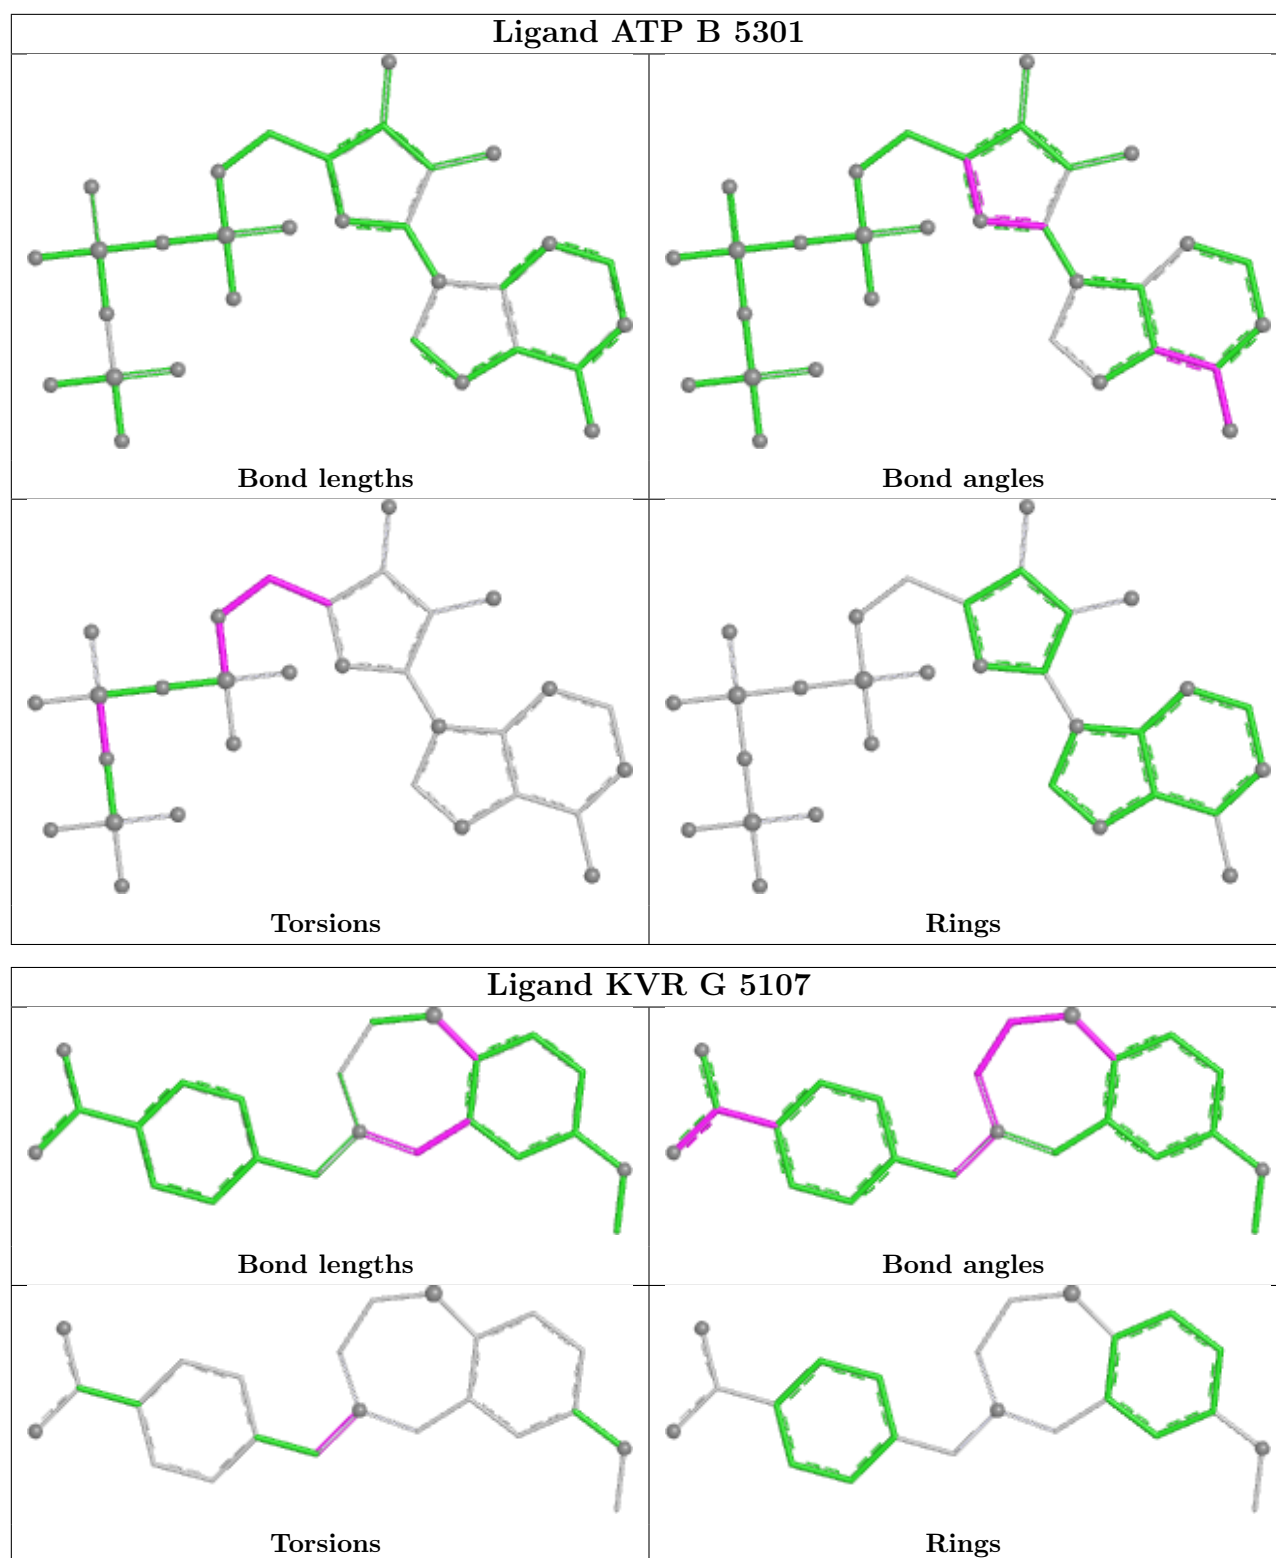 Ligand ATP B 5301
Bond lengths
Bond angles
Torsions
Rings
Ligand KVR G 5107
Bond lengths
Bond angles
Torsions
Rings